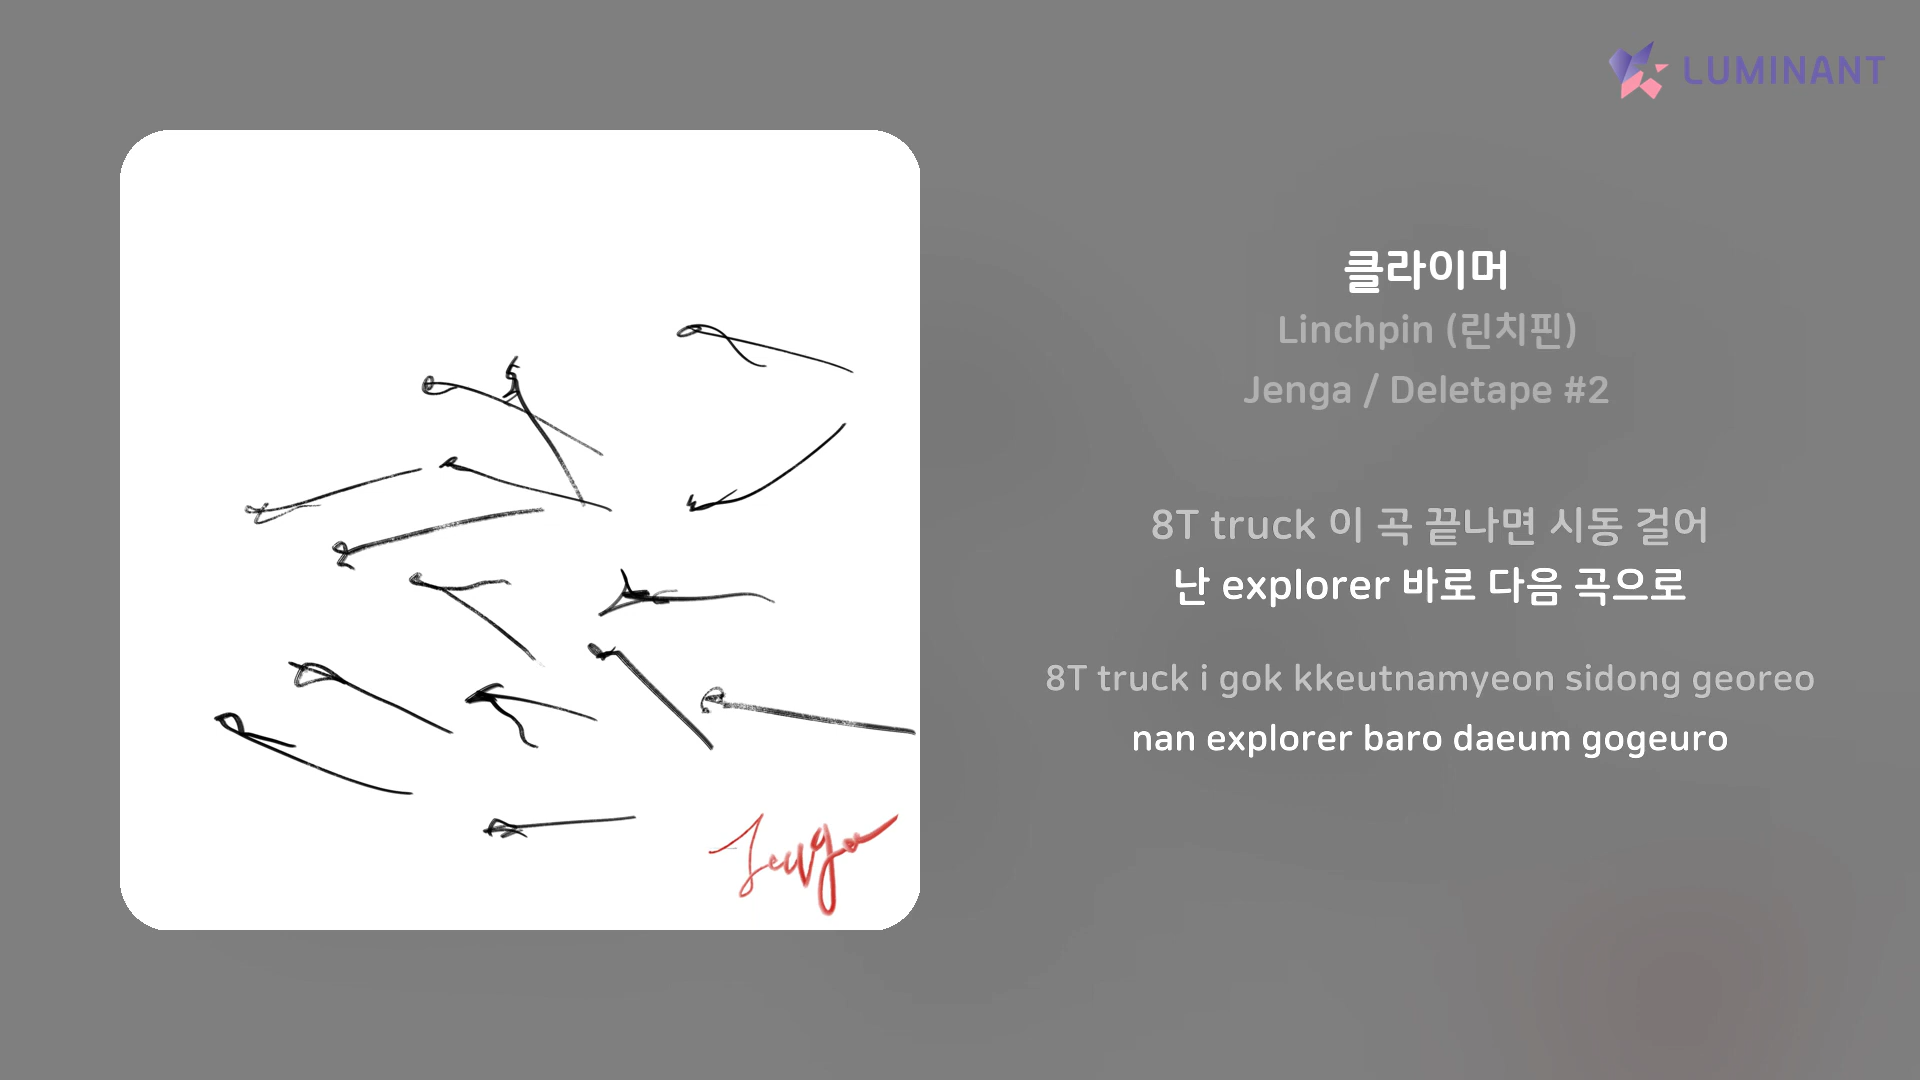 LUMINANT
클라이머
Linchpin (린치핀)
Jenga / Deletape #2
8T truck 이 곡 끝나면 시동 걸어
난 explorer 바로 다음 곡으로
8T truck i gok kkeutnamyeon sidong georeo
nan explorer baro daeum gogeuro
Jenga